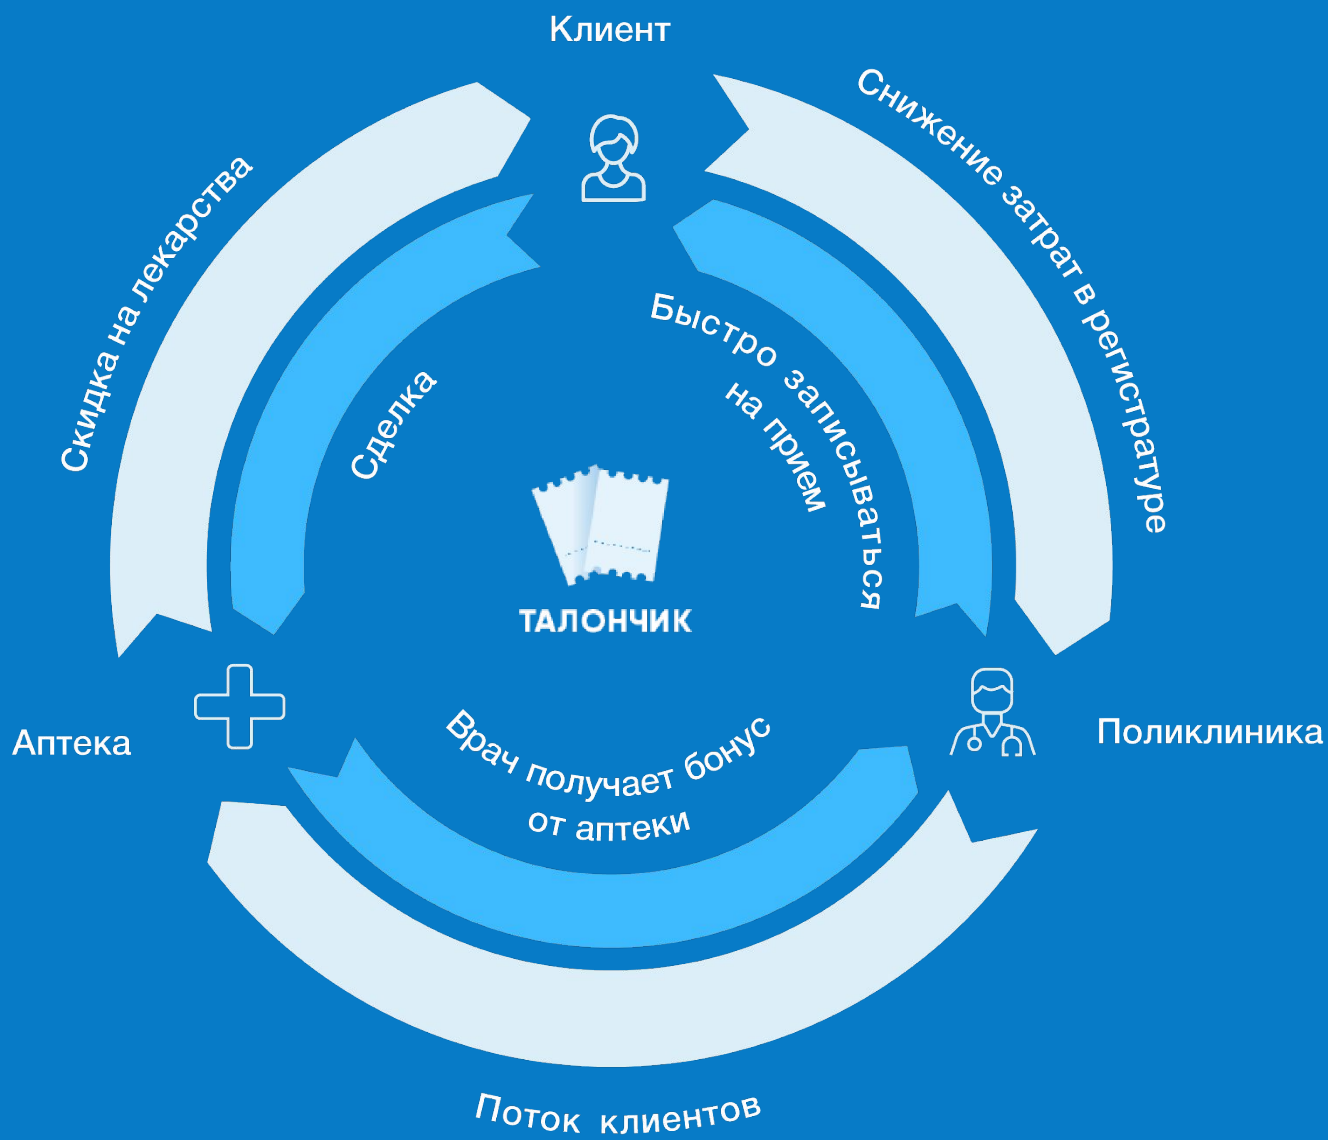 Клиент
Снижение затрат в регистратуре
Скидка на лекарства
Быстро записываться
на прием
Сделка
ТАЛОНЧИК
Аптека
Поликлиника
Врач получает бонус
от аптеки
Поток клиентов